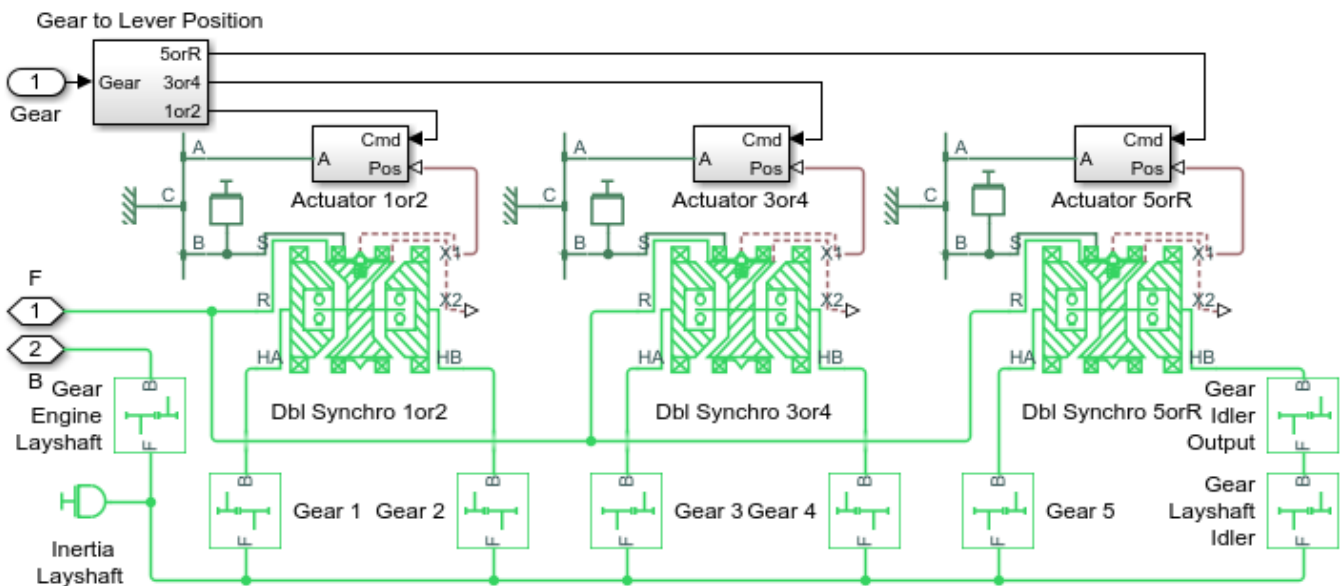 Gear to Lever Position
1
Gear
Gear
5orR
3or4
1or2
A
C
B
A
Cmd
Pos
Actuator 1or2
A
C
B
A
Cmd
Pos
Actuator 3or4
A
C
B
A
Cmd
Pos
Actuator 5orR
F
1
2
B
S
R
HA
HB
X1
X2
Dbl Synchro 1or2
S
R
HA
HB
X1
X2
Dbl Synchro 3or4
S
R
HA
HB
X1
X2
Dbl Synchro 5orR
Gear
Engine
Layshaft
B
F
Gear
Idler
Output
B
F
Inertia
Layshaft
B
F
Gear 1
Gear 2
B
F
B
F
Gear 3
Gear 4
B
F
B
F
Gear 5
Gear
Layshaft
Idler
B
F